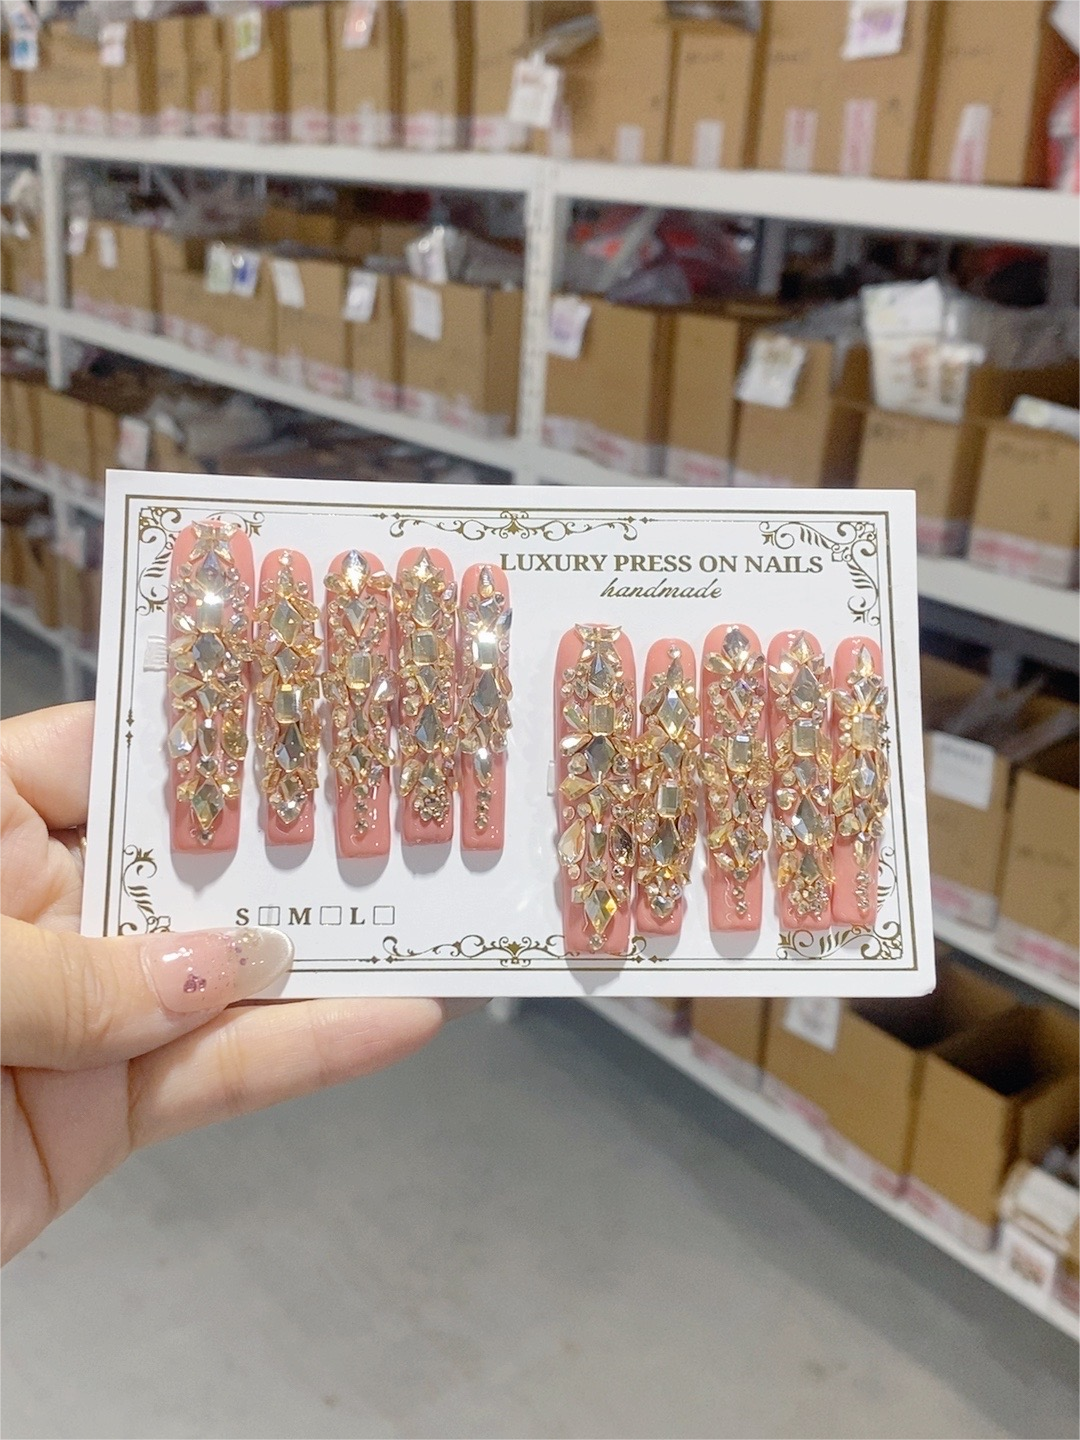 LUXURY PRESS ON NAILS
handmade
S □ M □ L □